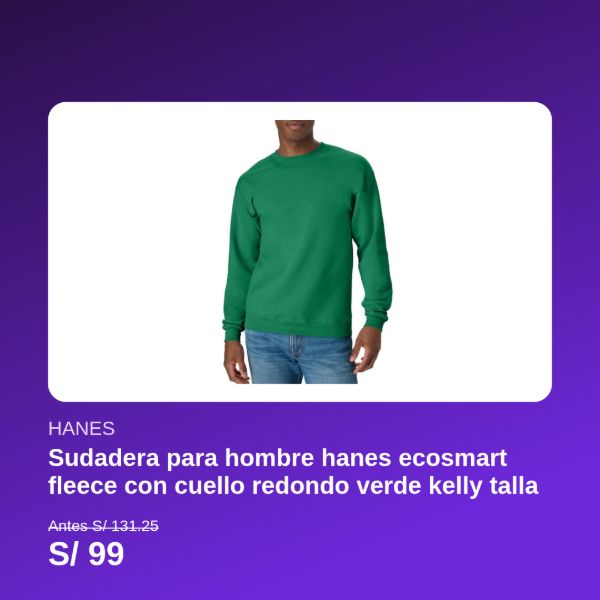 HANES
Sudadera para hombre hanes ecosmart
fleece con cuello redondo verde kelly talla
Antes S/ 131.25
S/ 99